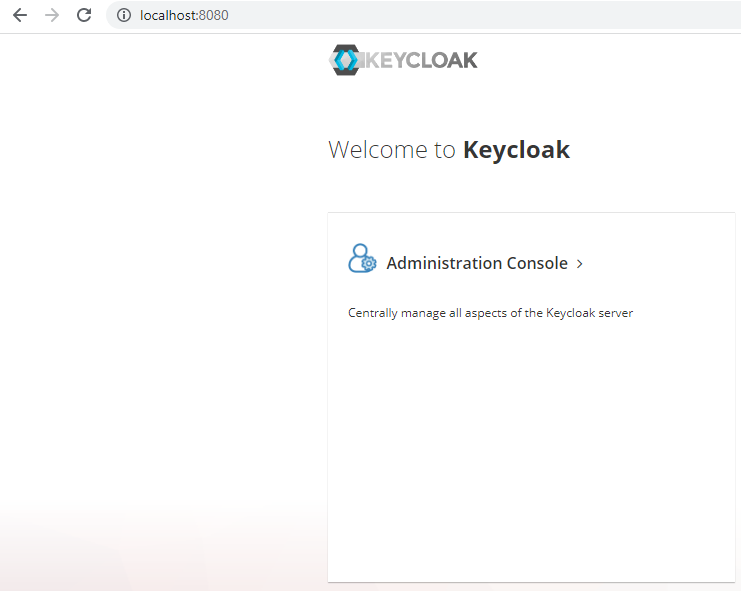 localhost:8080
KEYCLOAK
Welcome to Keycloak
Administration Console
Centrally manage all aspects of the Keycloak server